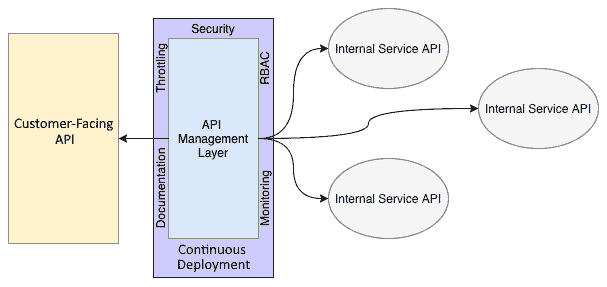 Security
Throttling
RBAC
Internal Service API
Customer-Facing
API
API
Management
Layer
Internal Service API
Documentation
Monitoring
Internal Service API
Continuous
Deployment